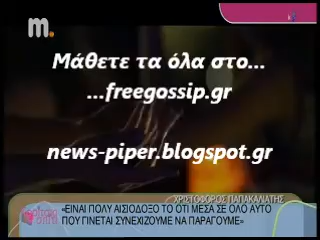 m.
Μάθετε τα όλα στο...
...freegossip.gr
news-piper.blogspot.gr
ΧΡΙΣΤΟΦΟΡΟΣ ΠΑΠΑΚΑΛΙΑΤΗΣ
«ΕΙΝΑΙ ΠΟΛΥ ΑΙΣΙΟΔΟΞΟ ΤΟ ΟΤΙ ΜΕΣΑ ΣΕ ΟΛΟ ΑΥΤΟ
ΠΟΥ ΓΙΝΕΤΑΙ ΣΥΝΕΧΙΖΟΥΜΕ ΝΑ ΠΑΡΑΓΟΥΜΕ»